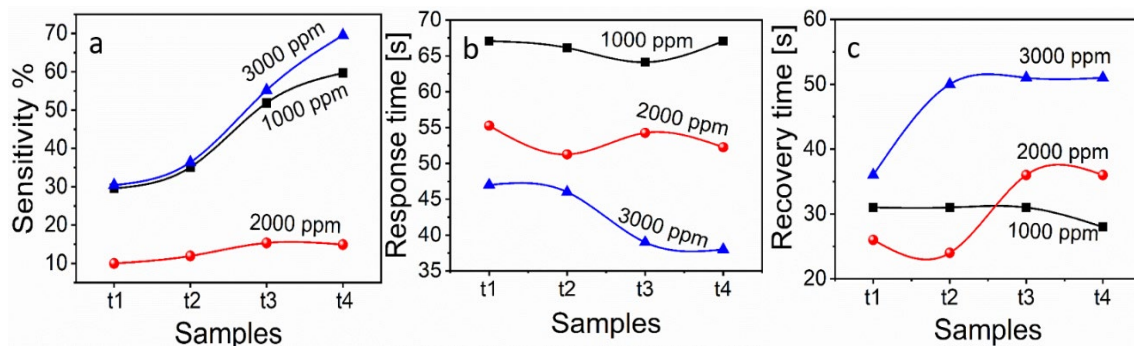 a
Sensitivity %
70
60
50
40
30
20
10
3000 ppm
1000 ppm
2000 ppm
t1 t2 t3 t4
Samples
b
Response time [s]
70
65
60
55
50
45
40
35
1000 ppm
2000 ppm
3000 ppm
t1 t2 t3 t4
Samples
c
Recovery time [s]
60
50
40
30
20
3000 ppm
2000 ppm
1000 ppm
t1 t2 t3 t4
Samples